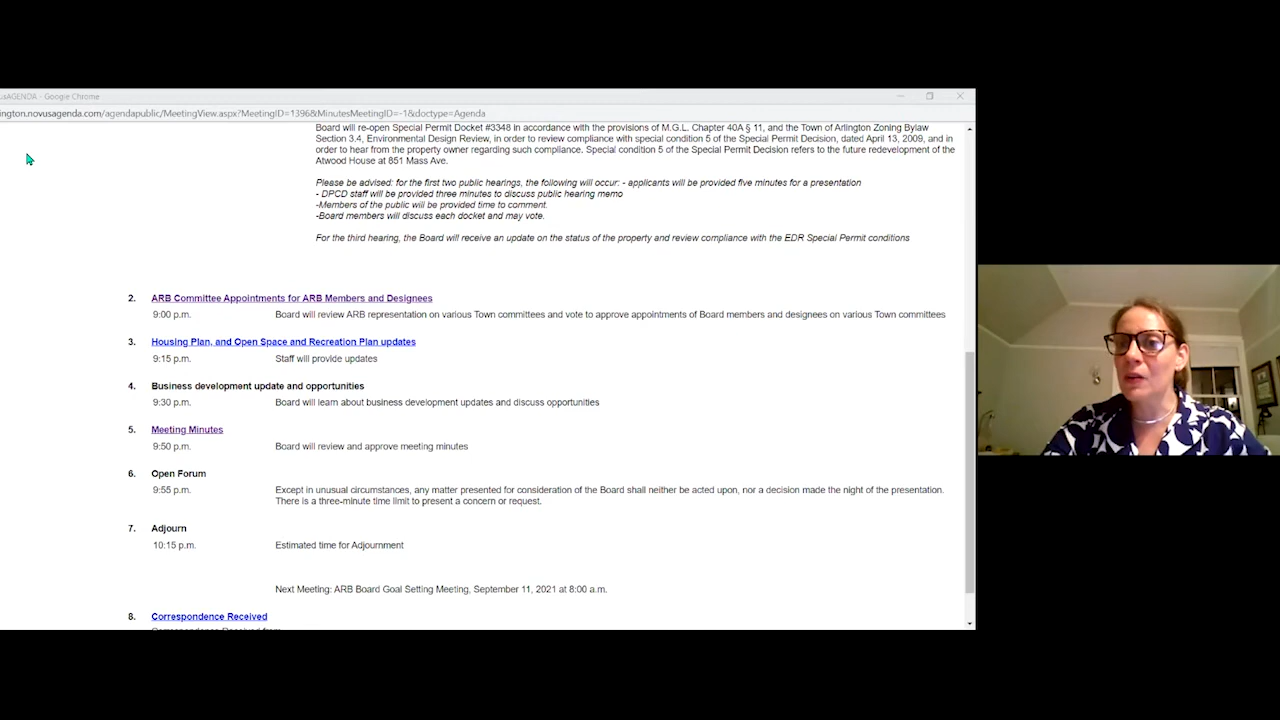 usAGENDA - Google Chrome
ington.novusagenda.com/agendapublic/MeetingView.aspx?MeetingID=1396&MinutesMeetingID=-1&doctype=Agenda
Board will re-open Special Permit Docket #3348 in accordance with the provisions of M.G.L. Chapter 40A § 11, and the Town of Arlington Zoning Bylaw
Section 3.4, Environmental Design Review, in order to review compliance with special condition 5 of the Special Permit Decision, dated April 13, 2009, and in
order to hear from the property owner regarding such compliance. Special condition 5 of the Special Permit Decision refers to the future redevelopment of the
Atwood House at 851 Mass Ave.
Please be advised: for the first two public hearings, the following will occur: - applicants will be provided five minutes for a presentation
- DPCD staff will be provided three minutes to discuss public hearing memo
-Members of the public will be provided time to comment.
-Board members will discuss each docket and may vote.
For the third hearing, the Board will receive an update on the status of the property and review compliance with the EDR Special Permit conditions
2. ARB Committee Appointments for ARB Members and Designees
9:00 p.m. Board will review ARB representation on various Town committees and vote to approve appointments of Board members and designees on various Town committees
3. Housing Plan, and Open Space and Recreation Plan updates
9:15 p.m. Staff will provide updates
4. Business development update and opportunities
9:30 p.m. Board will learn about business development updates and discuss opportunities
5. Meeting Minutes
9:50 p.m. Board will review and approve meeting minutes
6. Open Forum
9:55 p.m. Except in unusual circumstances, any matter presented for consideration of the Board shall neither be acted upon, nor a decision made the night of the presentation.
There is a three-minute time limit to present a concern or request.
7. Adjourn
10:15 p.m. Estimated time for Adjournment
Next Meeting: ARB Board Goal Setting Meeting, September 11, 2021 at 8:00 a.m.
8. Correspondence Received